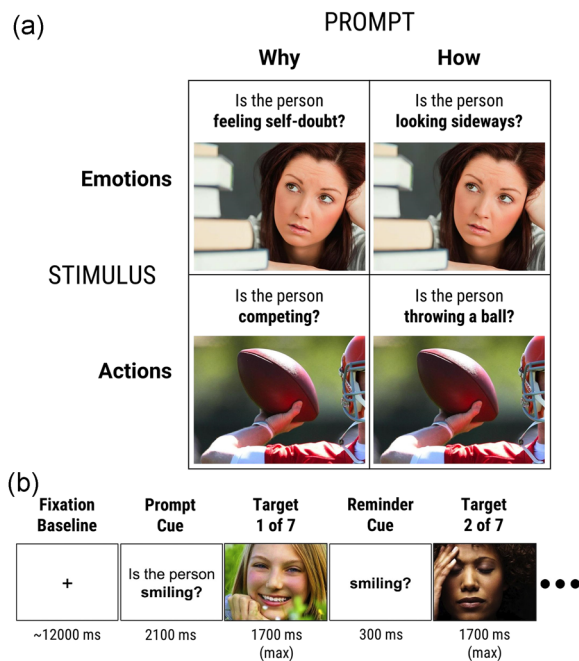 (a)
PROMPT
Why
How
Is the person
feeling self-doubt?
Is the person
looking sideways?
Emotions
STIMULUS
Is the person
competing?
Is the person
throwing a ball?
Actions
(b)
Fixation
Baseline
Prompt
Cue
Target
1 of 7
Reminder
Cue
Target
2 of 7
+
Is the person
smiling?
smiling?
~12000 ms
2100 ms
1700 ms
(max)
300 ms
1700 ms
(max)